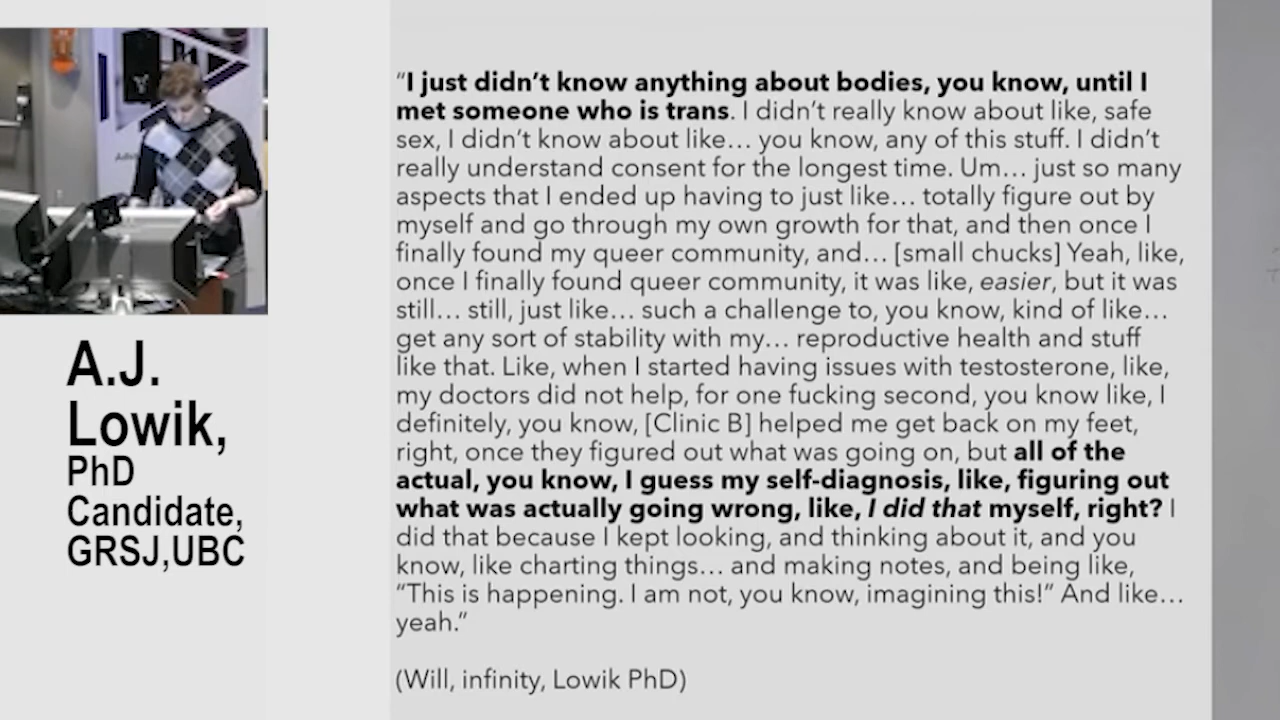 A.J.
Lowik,
PhD
Candidate,
GRSJ,UBC
“I just didn’t know anything about bodies, you know, until I
met someone who is trans. I didn’t really know about like, safe
sex, I didn’t know about like… you know, any of this stuff. I didn’t
really understand consent for the longest time. Um… just so many
aspects that I ended up having to just like… totally figure out by
myself and go through my own growth for that, and then once I
finally found my queer community, and… [small chucks] Yeah, like,
once I finally found queer community, it was like, easier, but it was
still… still, just like… such a challenge to, you know, kind of like…
get any sort of stability with my… reproductive health and stuff
like that. Like, when I started having issues with testosterone, like,
my doctors did not help, for one fucking second, you know like, I
definitely, you know, [Clinic B] helped me get back on my feet,
right, once they figured out what was going on, but all of the
actual, you know, I guess my self-diagnosis, like, figuring out
what was actually going wrong, like, I did that myself, right? I
did that because I kept looking, and thinking about it, and you
know, like charting things… and making notes, and being like,
“This is happening. I am not, you know, imagining this!” And like…
yeah.”
(Will, infinity, Lowik PhD)